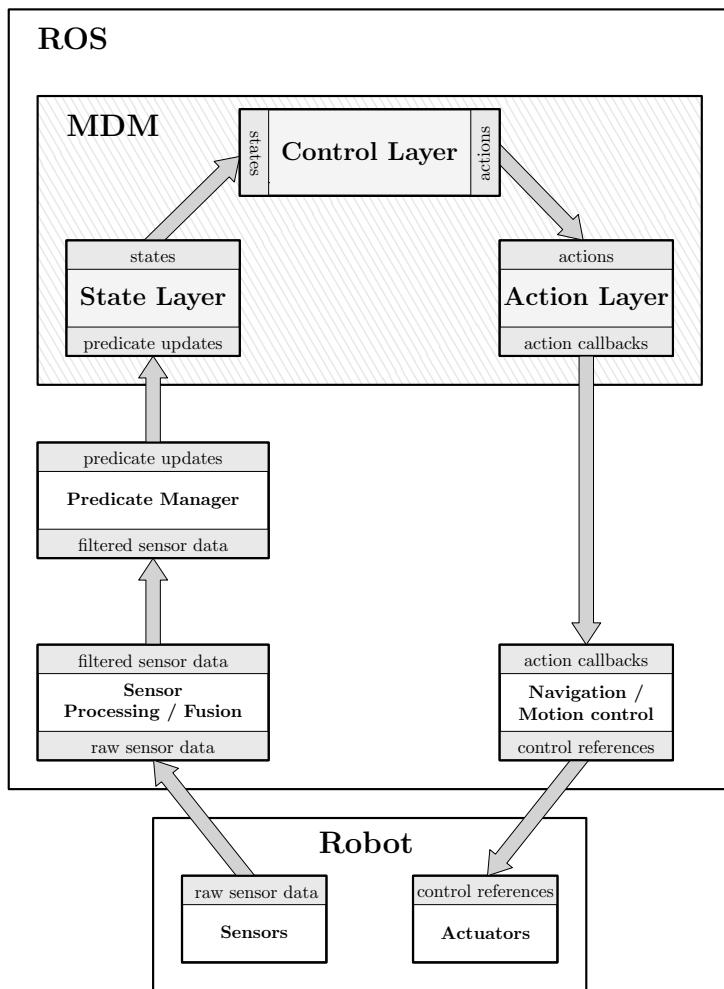 ROS
MDM
states
Control Layer
actions
states
State Layer
predicate updates
actions
Action Layer
action callbacks
predicate updates
Predicate Manager
filtered sensor data
filtered sensor data
Sensor
Processing / Fusion
raw sensor data
action callbacks
Navigation /
Motion control
control references
Robot
raw sensor data
Sensors
control references
Actuators